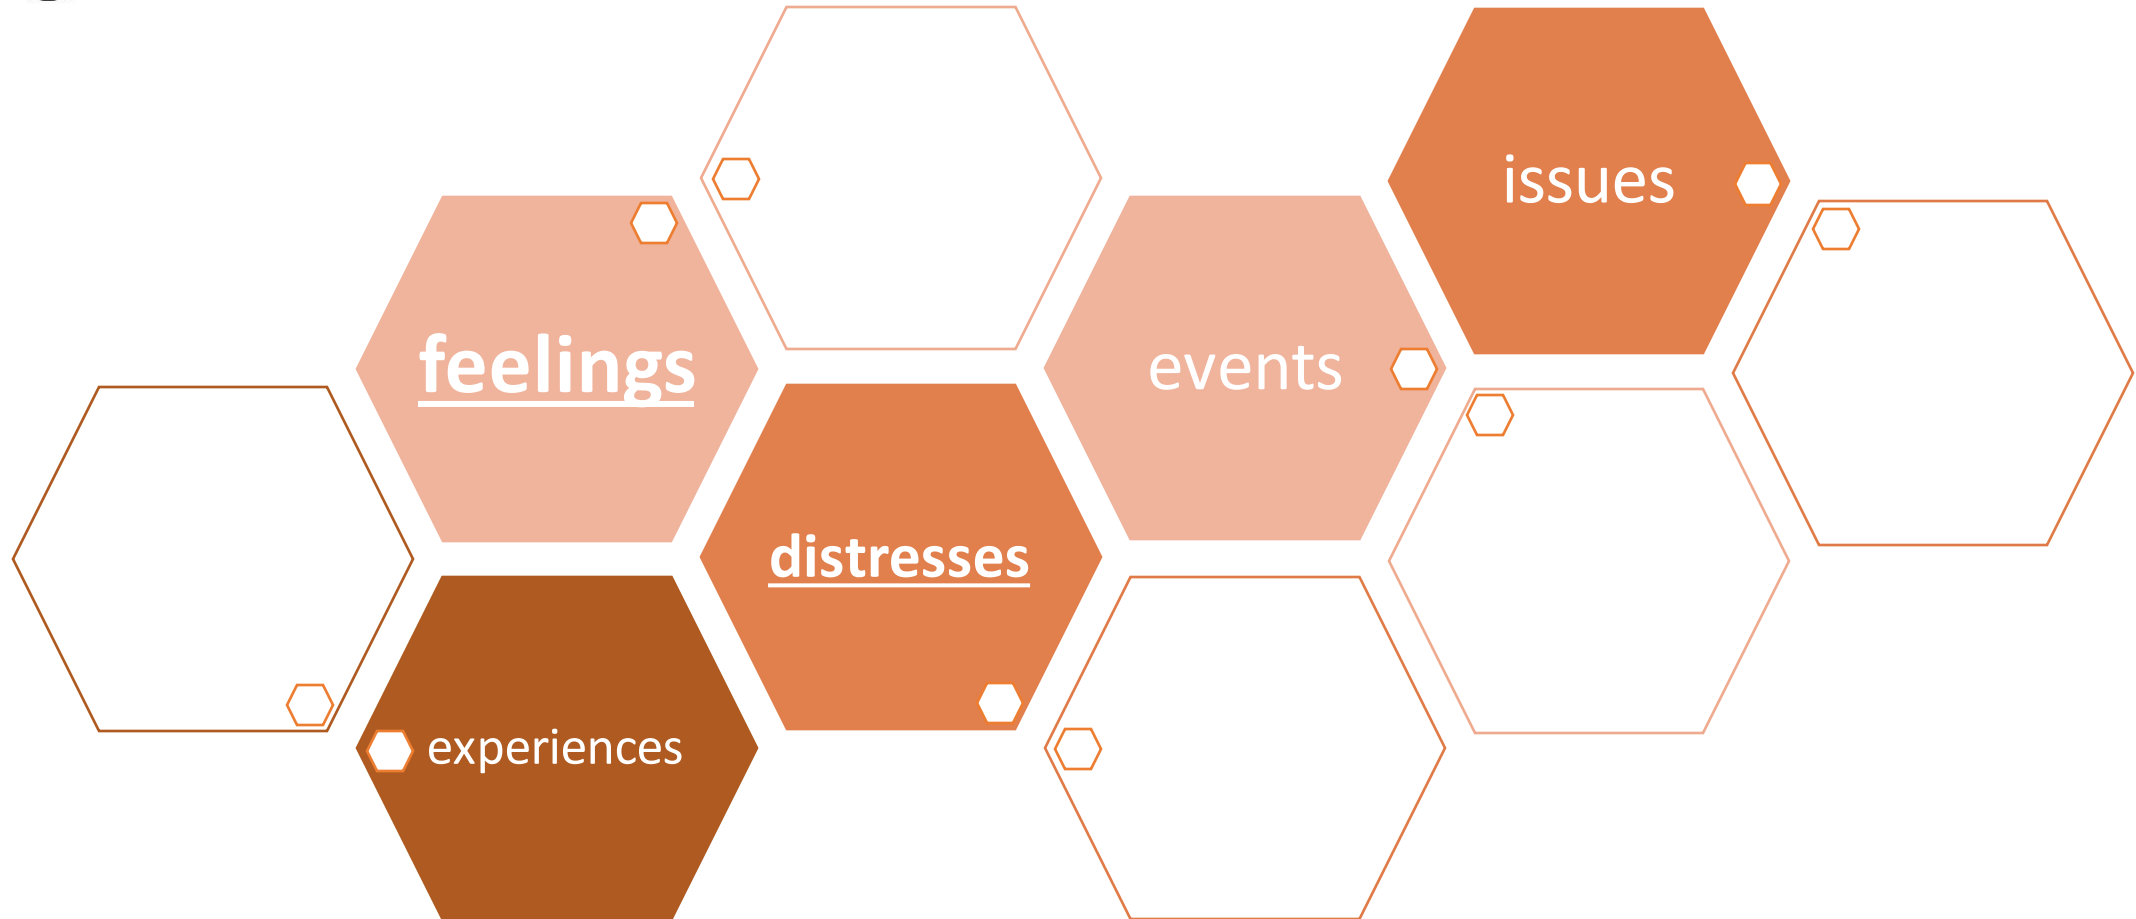 issues
feelings
events
distresses
experiences